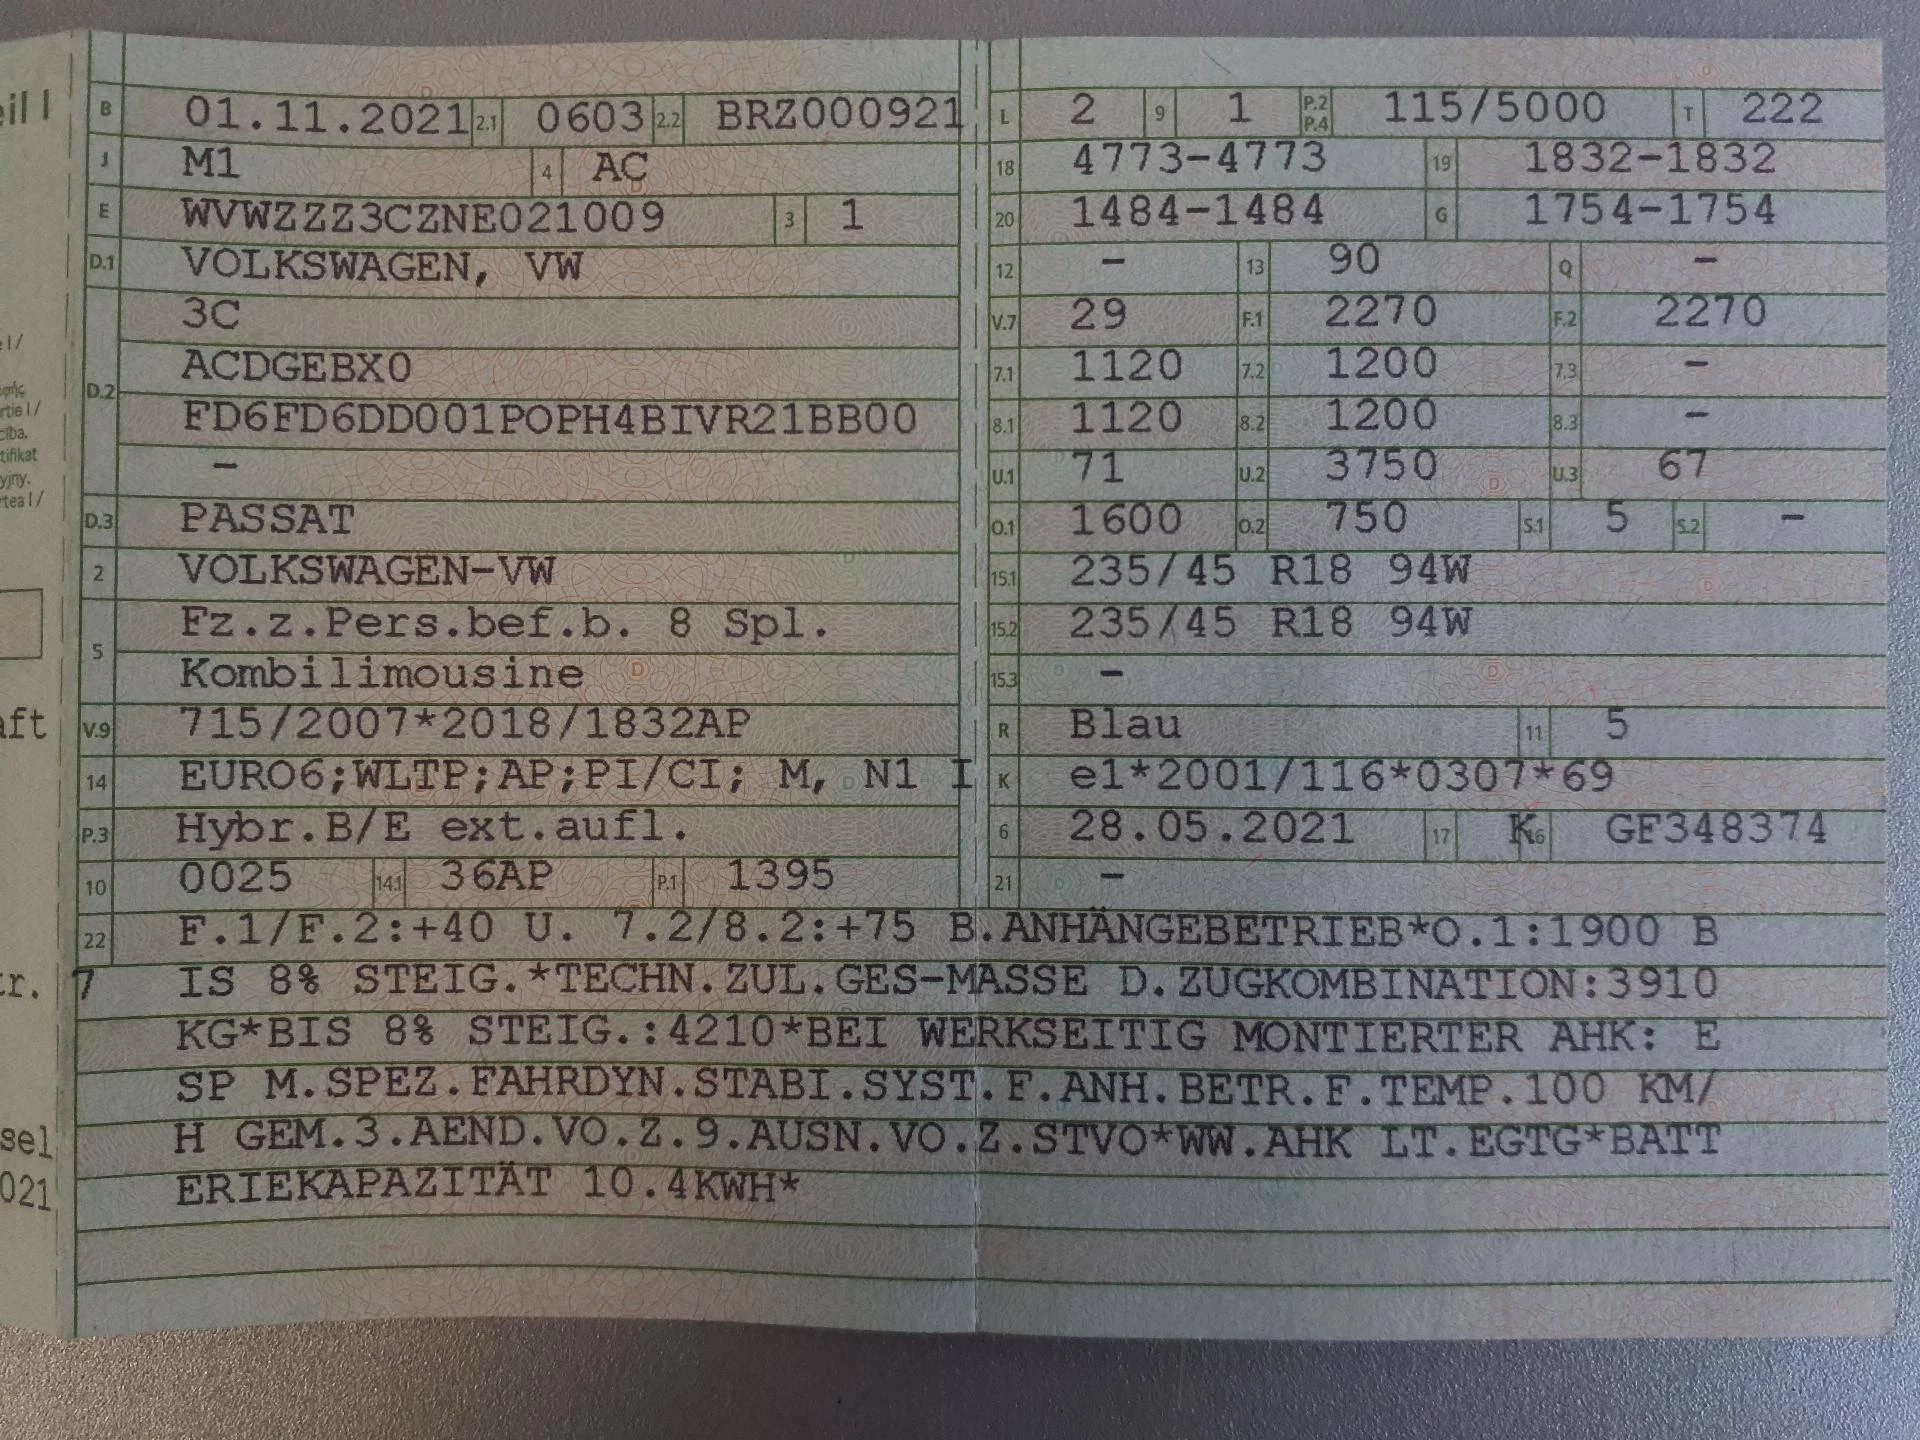 eil I
B 01.11.2021 2.1 0603 2.2 BRZ000921
J M1 4 AC
E WVWZZZ3CZNE021009 3 1
D.1 VOLKSWAGEN, VW
3C
D.2 ACDGEBX0
FD6FD6DD001POPH4BIVR21BB00
–
D.3 PASSAT
2 VOLKSWAGEN-VW
5 Fz.z.Pers.bef.b. 8 Spl.
Kombilimousine
V.9 715/2007*2018/1832AP
14 EURO6;WLTP;AP;PI/CI; M, N1 I
P.3 Hybr.B/E ext.aufl.
10 0025 14.1 36AP P.1 1395
L 2 9 1 P.2 P.4 115/5000 T 222
18 4773-4773 19 1832-1832
20 1484-1484 G 1754-1754
12 – 13 90 Q –
V.7 29 F.1 2270 F.2 2270
7.1 1120 7.2 1200 7.3 –
8.1 1120 8.2 1200 8.3 –
U.1 71 U.2 3750 U.3 67
O.1 1600 O.2 750 S.1 5 S.2 –
15.1 235/45 R18 94W
15.2 235/45 R18 94W
15.3 –
R Blau 11 5
K e1*2001/116*0307*69
6 28.05.2021 17 K 16 GF348374
21 –
22 F.1/F.2:+40 U. 7.2/8.2:+75 B.ANHÄNGEBETRIEB*O.1:1900 B
IS 8% STEIG.*TECHN.ZUL.GES-MASSE D.ZUGKOMBINATION:3910
KG*BIS 8% STEIG.:4210*BEI WERKSEITIG MONTIERTER AHK: E
SP M.SPEZ.FAHRDYN.STABI.SYST.F.ANH.BETR.F.TEMP.100 KM/
H GEM.3.AEND.VO.Z.9.AUSN.VO.Z.STVO*WW.AHK LT.EGTG*BATT
ERIEKAPAZITÄT 10.4KWH*
aft
tr. 7
sel
021